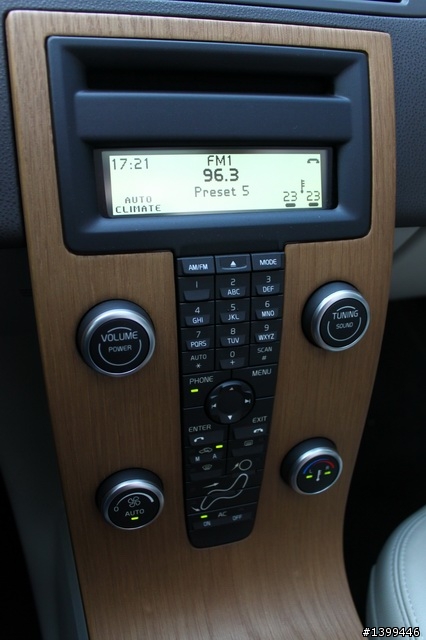 17:21 FM1
96.3
Preset 5
AUTO 23 23
CLIMATE
AM/FM MODE
1 2 ABC 3 DEF
4 GHI 5 JKL 6 MNO
7 PQRS 8 TUV 9 WXYZ
AUTO * 0 + SCAN #
VOLUME
POWER
TUNING
SOUND
PHONE MENU
ENTER EXIT
M A
0
AUTO
AC
ON OFF
#1399446